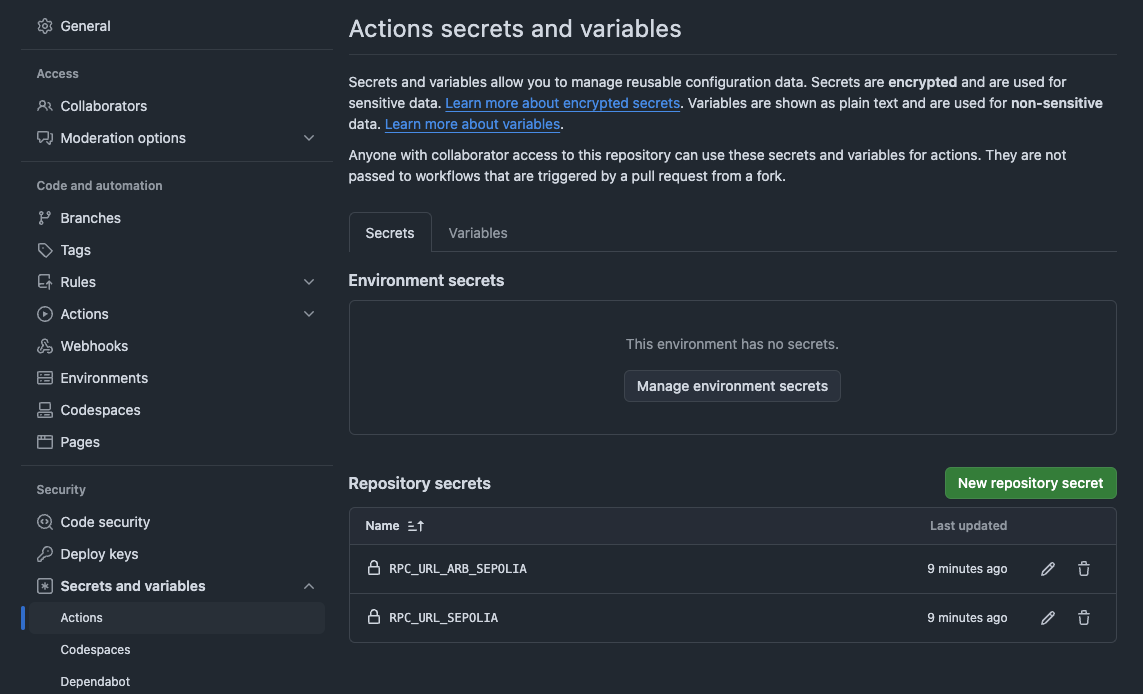 General
Access
Collaborators
Moderation options
Code and automation
Branches
Tags
Rules
Actions
Webhooks
Environments
Codespaces
Pages
Security
Code security
Deploy keys
Secrets and variables
Actions
Codespaces
Dependabot
Actions secrets and variables
Secrets and variables allow you to manage reusable configuration data. Secrets are encrypted and are used for
sensitive data. Learn more about encrypted secrets. Variables are shown as plain text and are used for non-sensitive
data. Learn more about variables.
Anyone with collaborator access to this repository can use these secrets and variables for actions. They are not
passed to workflows that are triggered by a pull request from a fork.
Secrets Variables
Environment secrets
This environment has no secrets.
Manage environment secrets
Repository secrets New repository secret
Name Last updated
RPC_URL_ARB_SEPOLIA 9 minutes ago
RPC_URL_SEPOLIA 9 minutes ago